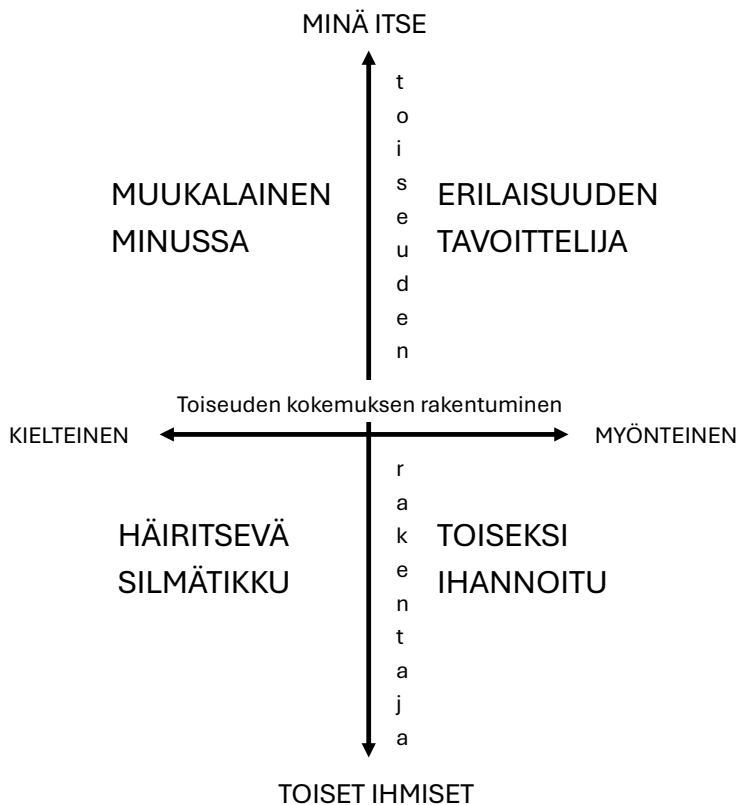 MINÄ ITSE
toiseuden
MUUKALAINEN
MINUSSA
ERILAISUUDEN
TAVOITTELIJA
Toiseuden kokemuksen rakentuminen
KIELTEINEN
MYÖNTEINEN
rakentaja
HÄIRITSEVÄ
SILMÄTIKKU
TOISEKSI
IHANNOITU
TOISET IHMISET